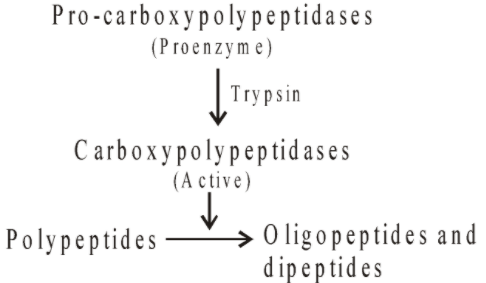 Pro-carboxypolypeptidases
(Proenzyme)
Trypsin
Carboxypolypeptidases
(Active)
Polypeptides
Oligopeptides and
dipeptides